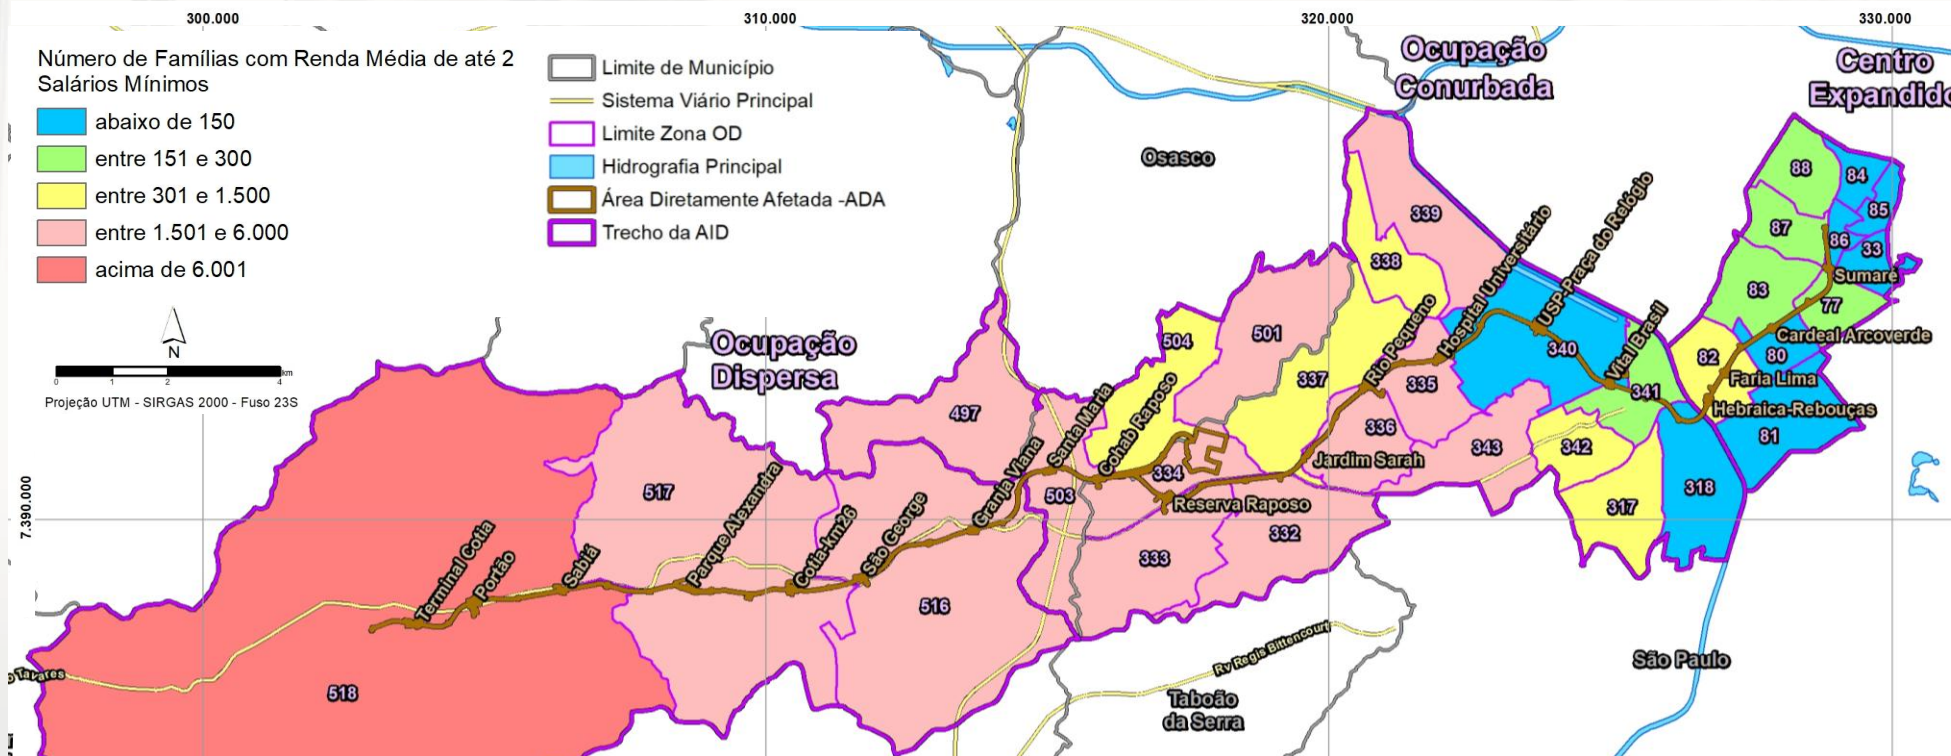 300.000
310.000
320.000
330.000
Número de Famílias com Renda Média de até 2
Salários Mínimos
abaixo de 150
entre 151 e 300
entre 301 e 1.500
entre 1.501 e 6.000
acima de 6.001
Limite de Município
Sistema Viário Principal
Limite Zona OD
Hidrografia Principal
Área Diretamente Afetada -ADA
Trecho da AID
N
0 1 2 4 km
Projeção UTM - SIRGAS 2000 - Fuso 23S
7.390.000
Ocupação
Dispersa
Ocupação
Conurbada
Centro
Expandido
Osasco
São Paulo
Taboão
da Serra
Rv Regis Bittencourt
o Tavares
Terminal Cotia
Portão
Sabiá
Parque Alexandra
Cotia-km26
São George
Granja Viana
Santa Maria
Cohab Raposo
Reserva Raposo
Jardim Sarah
Rio Pequeno
Hospital Universitário
USP-Praça do Relógio
Vital Brasil
Hebraica-Rebouças
Faria Lima
Cardeal Arcoverde
Sumaré
518
517
516
497
503
504
501
334
333
332
337
338
339
335
336
343
340
341
342
317
318
81
82
80
77
83
87
88
84
85
86
33